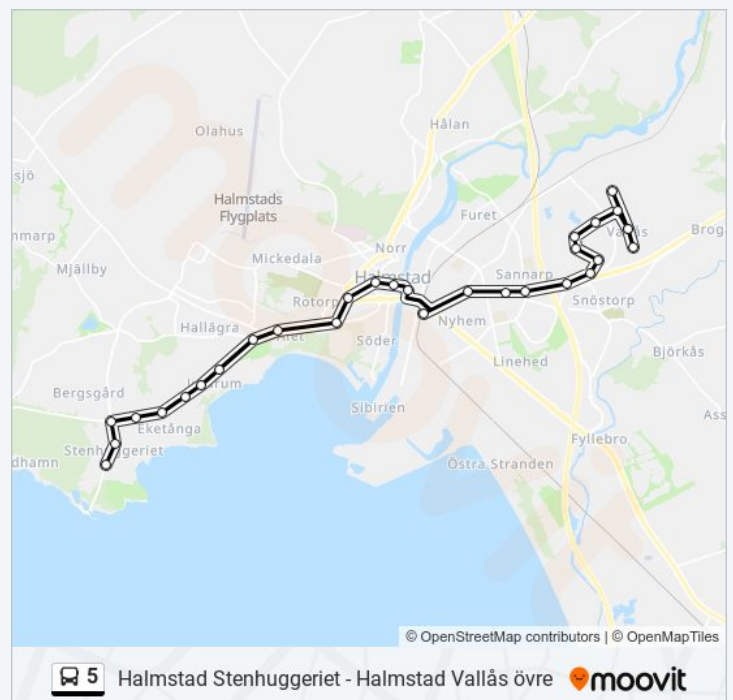 Hålan
Olahus
sjö
Halmstads
Flygplats
Furet
Vallås
Brog
nmarp
Norr
Mickedala
Mjällby
Halmstad
Sannarp
Rotorp
Snöstorp
Nyhem
Hallägra
Söder
Björkås
Linehed
Bergsgård
Sibirien
Ass
Eketånga
Fyllebro
Stenhuggeriet
dhamn
Östra Stranden
© OpenStreetMap contributors | © OpenMapTiles
5 Halmstad Stenhuggeriet - Halmstad Vallås övre moovit